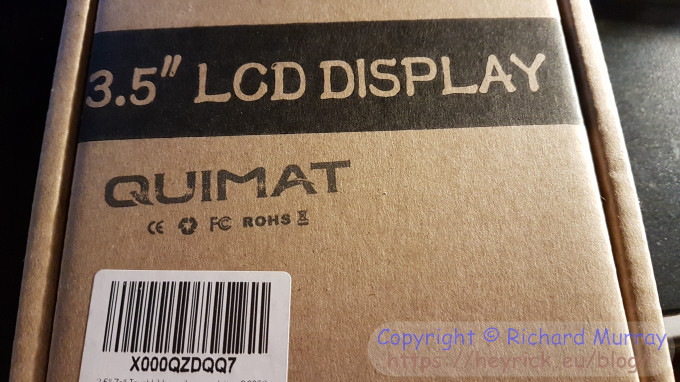 3.5" LCD DISPLAY
QUIMAT
CE FC ROHS
X000QZDQQ7
Copyright © Richard Murray
https://heyrick.eu/blog/